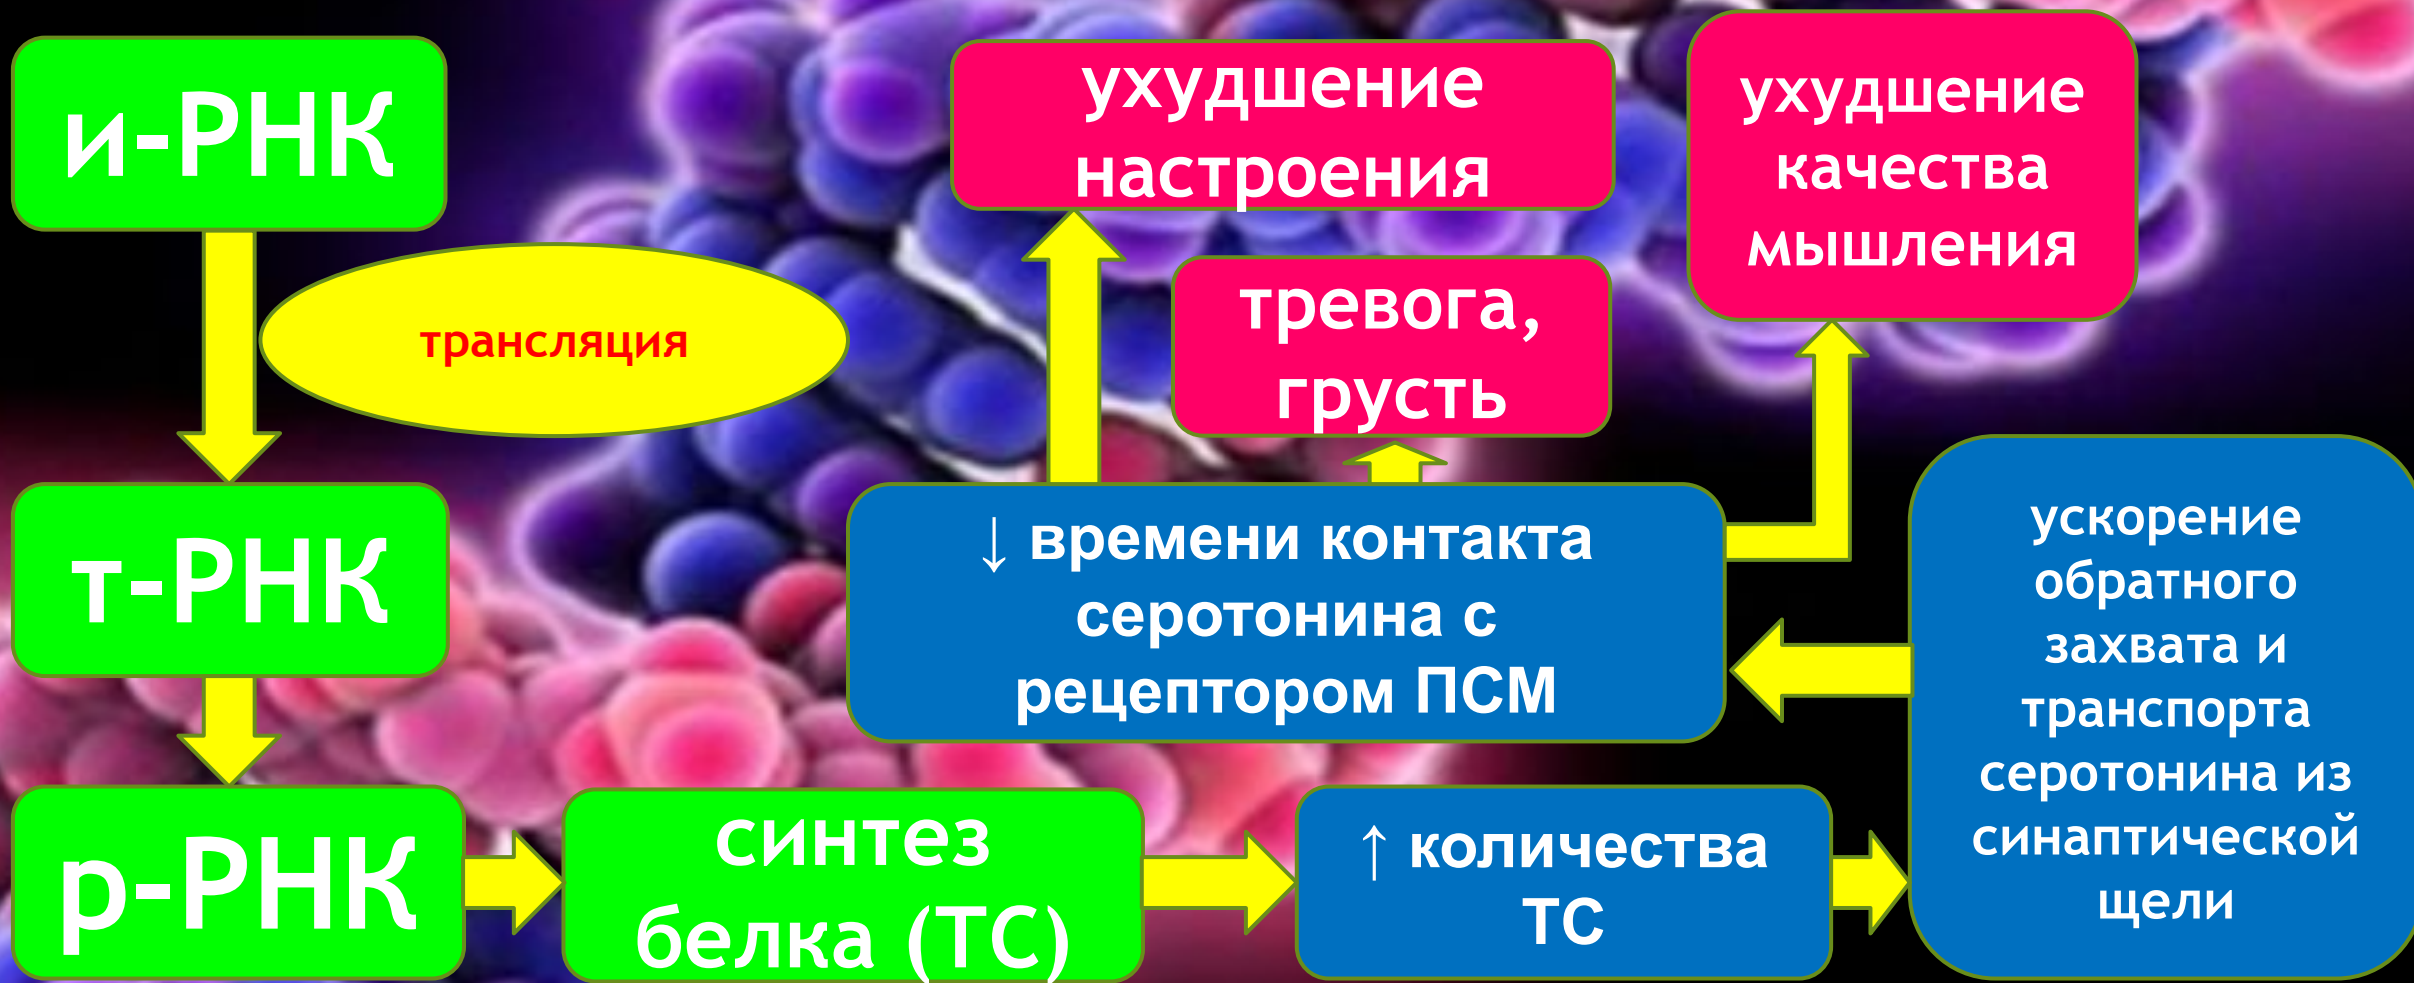 и-РНК
трансляция
т-РНК
р-РНК
синтез
белка (ТС)
↑ количества
ТС
ускорение
обратного
захвата и
транспорта
серотонина из
синаптической
щели
↓ времени контакта
серотонина с
рецептором ПСМ
ухудшение
настроения
тревога,
грусть
ухудшение
качества
мышления